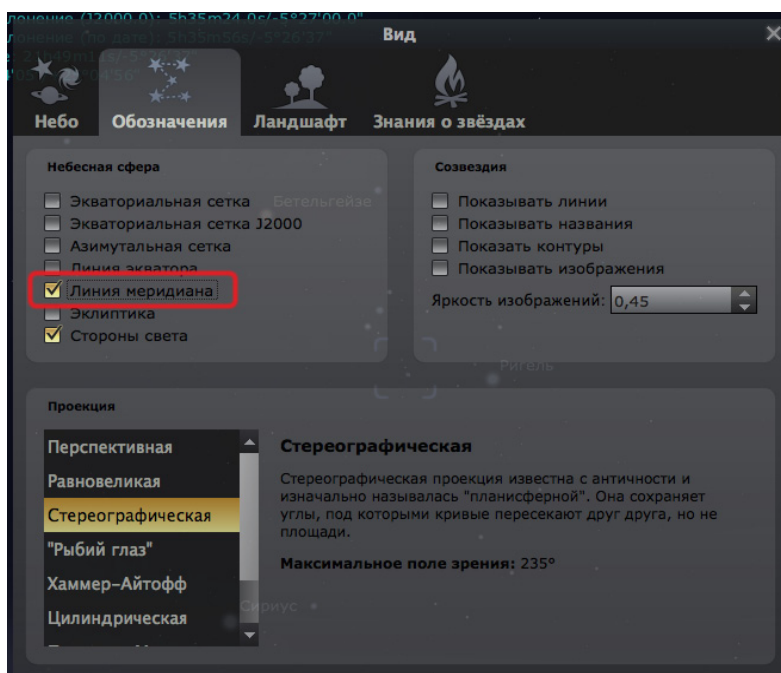 Вид
Небо
Обозначения
Ландшафт
Знания о звёздах
Небесная сфера
Экваториальная сетка
Экваториальная сетка J2000
Азимутальная сетка
Линия экватора
Линия меридиана
Эклиптика
Стороны света
Бетельгейзе
Созвездия
Показывать линии
Показывать названия
Показать контуры
Показывать изображения
Яркость изображений: 0,45
Ригель
Проекция
Перспективная
Равновеликая
Стереографическая
"Рыбий глаз"
Хаммер-Айтофф
Цилиндрическая
Стереографическая
Стереографическая проекция известна с античности и
изначально называлась "планисферной". Она сохраняет
углы, под которыми кривые пересекают друг друга, но не
площади.
Максимальное поле зрения: 235°
Сириус